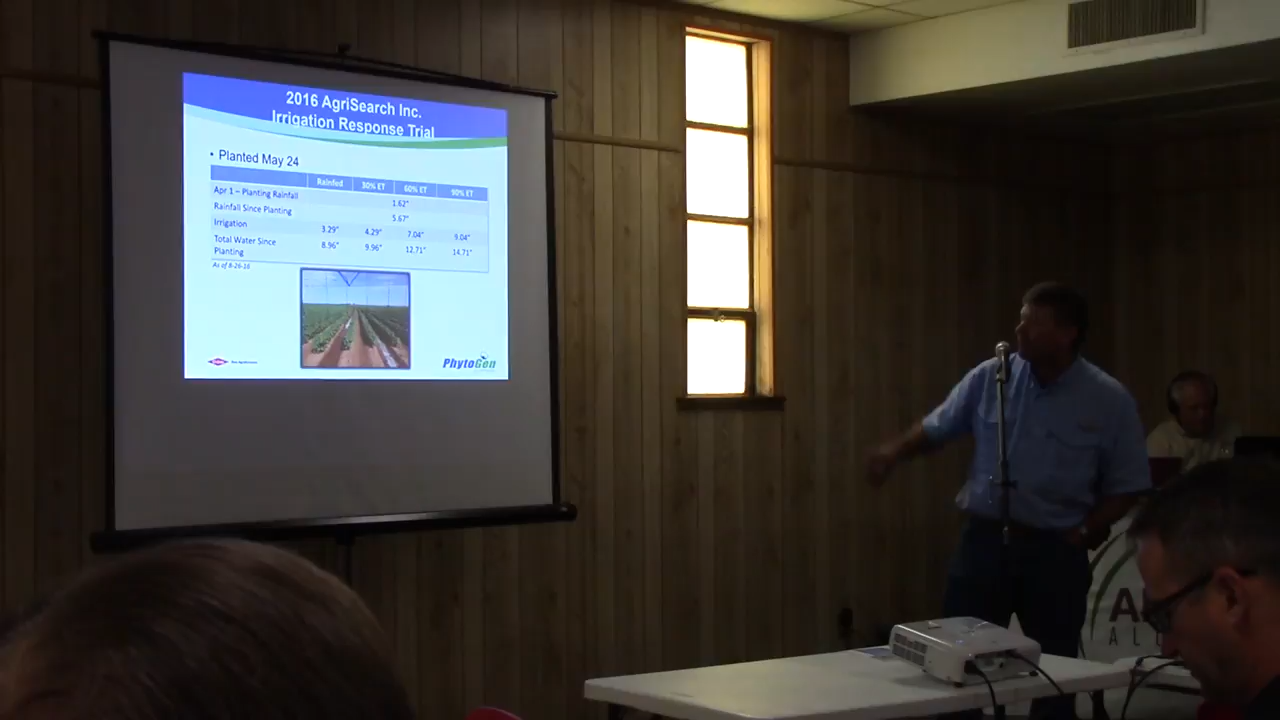 2016 AgriSearch Inc.
Irrigation Response Trial
• Planted May 24
Rainfed 30% ET 60% ET 90% ET
Apr 1 – Planting Rainfall 1.62"
Rainfall Since Planting 5.67"
Irrigation 3.29" 4.29" 7.04" 9.04"
Total Water Since
Planting 8.96" 9.96" 12.71" 14.71"
As of 8-26-16
Dow AgroSciences
PhytoGen